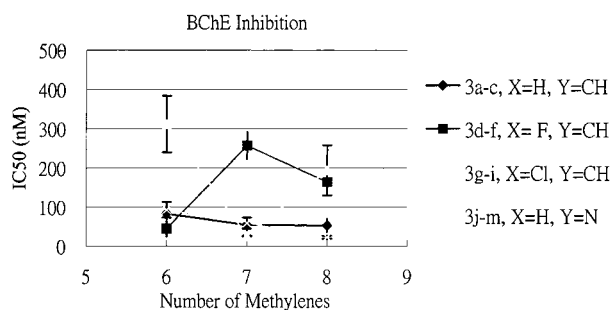 BChE Inhibition
500
400
300
200
100
0
IC50 (nM)
5 6 7 8 9
Number of Methylenes
3a-c, X=H, Y=CH
3d-f, X= F, Y=CH
3g-i, X=Cl, Y=CH
3j-m, X=H, Y=N